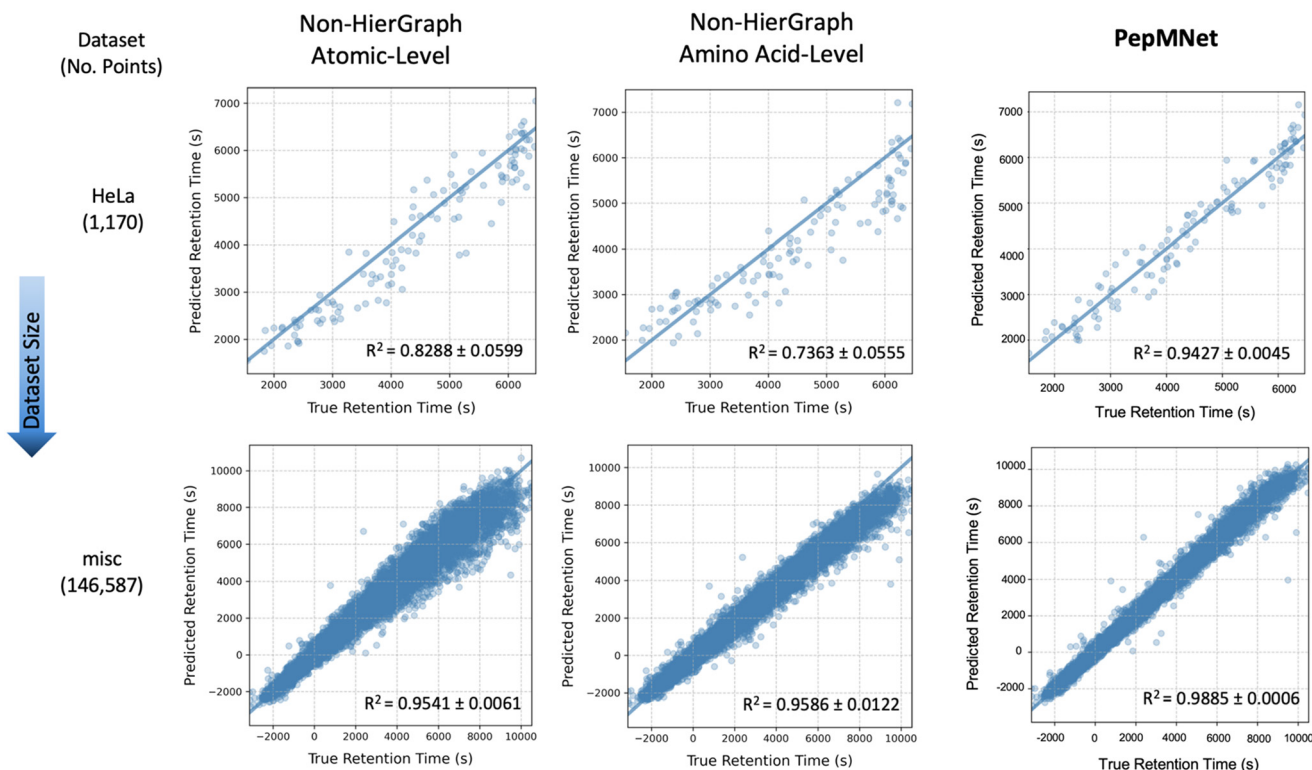 Dataset
(No. Points)
Non-HierGraph
Atomic-Level
Non-HierGraph
Amino Acid-Level
PepMNet
HeLa
(1,170)
Dataset Size
misc
(146,587)
Predicted Retention Time (s)
7000
6000
5000
4000
3000
2000
R² = 0.8288 ± 0.0599
2000 3000 4000 5000 6000
True Retention Time (s)
Predicted Retention Time (s)
7000
6000
5000
4000
3000
2000
R² = 0.7363 ± 0.0555
2000 3000 4000 5000 6000
True Retention Time (s)
Predicted Retention Time (s)
7000
6000
5000
4000
3000
2000
R² = 0.9427 ± 0.0045
2000 3000 4000 5000 6000
True Retention Time (s)
Predicted Retention Time (s)
10000
8000
6000
4000
2000
0
−2000
R² = 0.9541 ± 0.0061
−2000 0 2000 4000 6000 8000 10000
True Retention Time (s)
Predicted Retention Time (s)
10000
8000
6000
4000
2000
0
−2000
R² = 0.9586 ± 0.0122
−2000 0 2000 4000 6000 8000 10000
True Retention Time (s)
Predicted Retention Time (s)
10000
8000
6000
4000
2000
0
-2000
R² = 0.9885 ± 0.0006
-2000 0 2000 4000 6000 8000 10000
True Retention Time (s)